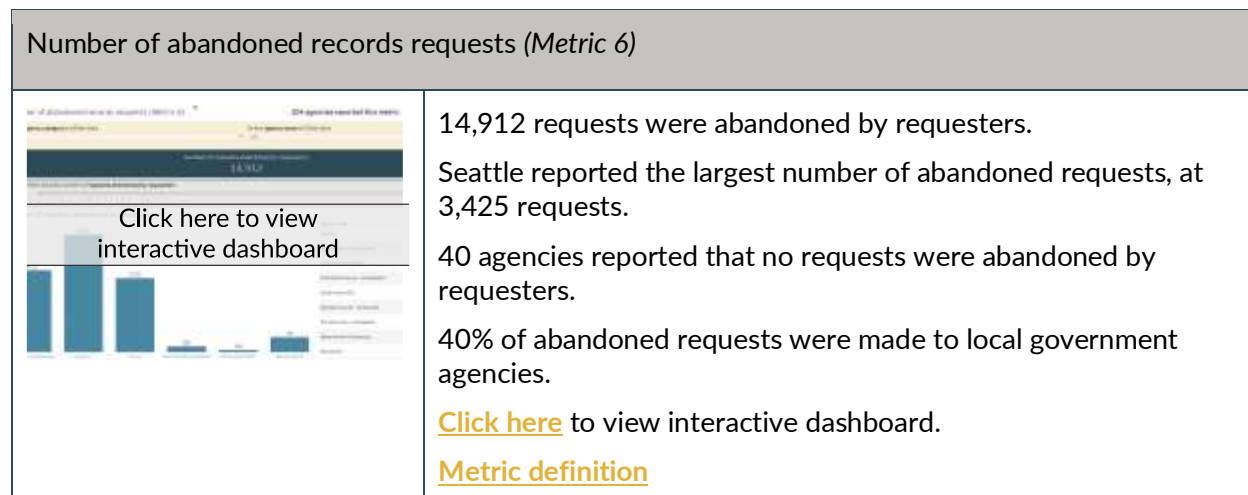 Number of abandoned records requests (Metric 6)
14,912
Click here to view
interactive dashboard
14,912 requests were abandoned by requesters.
Seattle reported the largest number of abandoned requests, at
3,425 requests.
40 agencies reported that no requests were abandoned by
requesters.
40% of abandoned requests were made to local government
agencies.
Click here to view interactive dashboard.
Metric definition